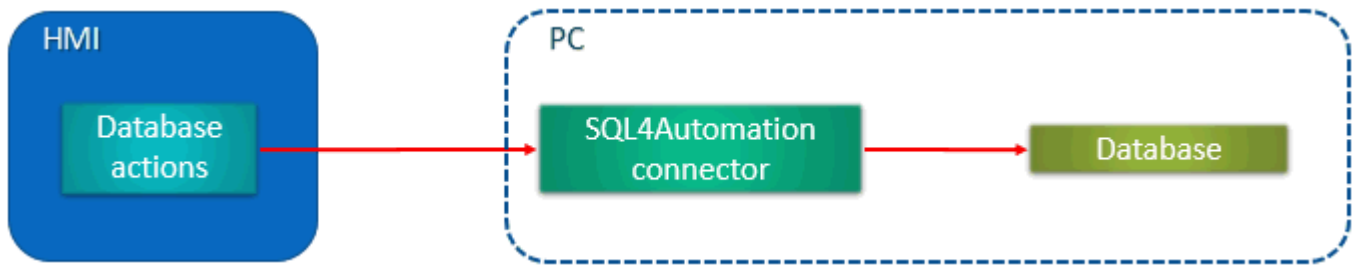 HMI
PC
Database
actions
SQL4Automation
connector
Database